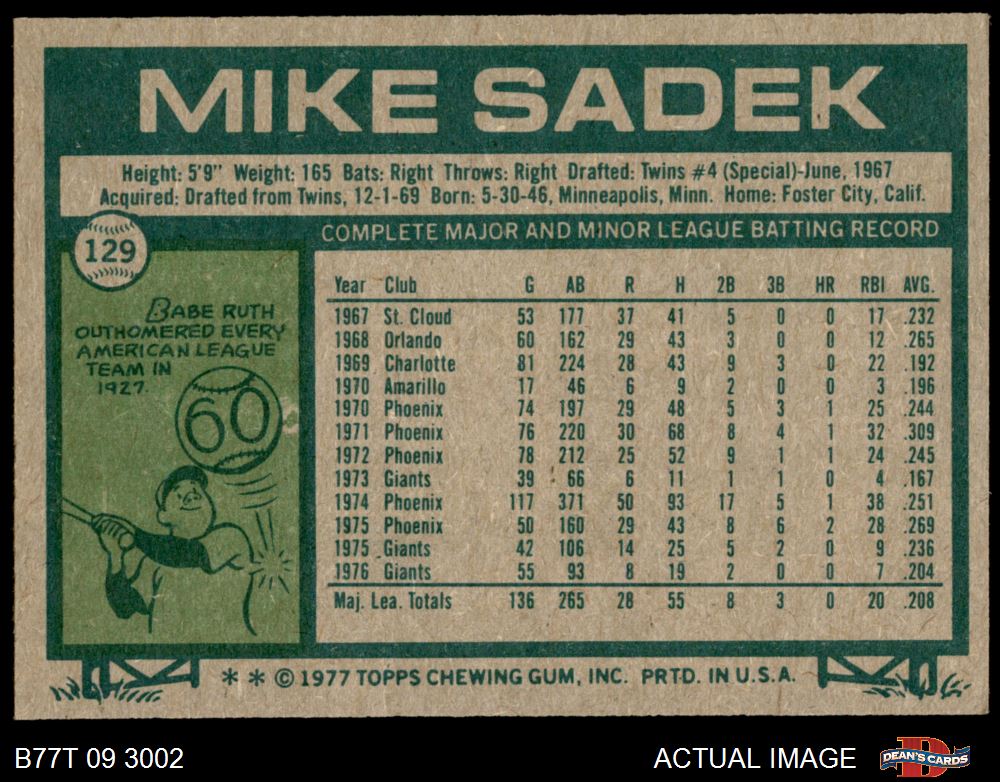 MIKE SADEK
Height: 5'9" Weight: 165 Bats: Right Throws: Right Drafted: Twins #4 (Special)-June, 1967
Acquired: Drafted from Twins, 12-1-69 Born: 5-30-46, Minneapolis, Minn. Home: Foster City, Calif.
129
COMPLETE MAJOR AND MINOR LEAGUE BATTING RECORD
BABE RUTH
OUTHOMERED EVERY
AMERICAN LEAGUE
TEAM IN
1927.
60
Year Club G AB R H 2B 3B HR RBI AVG.
1967 St. Cloud 53 177 37 41 5 0 0 17 .232
1968 Orlando 60 162 29 43 3 0 0 12 .265
1969 Charlotte 81 224 28 43 9 3 0 22 .192
1970 Amarillo 17 46 6 9 2 0 0 3 .196
1970 Phoenix 74 197 29 48 5 3 1 25 .244
1971 Phoenix 76 220 30 68 8 4 1 32 .309
1972 Phoenix 78 212 25 52 9 1 1 24 .245
1973 Giants 39 66 6 11 1 1 0 4 .167
1974 Phoenix 117 371 50 93 17 5 1 38 .251
1975 Phoenix 50 160 29 43 8 6 2 28 .269
1975 Giants 42 106 14 25 5 2 0 9 .236
1976 Giants 55 93 8 19 2 0 0 7 .204
Maj. Lea. Totals 136 265 28 55 8 3 0 20 .208
* * © 1977 TOPPS CHEWING GUM, INC. PRTD. IN U.S.A.
B77T 09 3002
ACTUAL IMAGE
D
DEAN'S CARDS